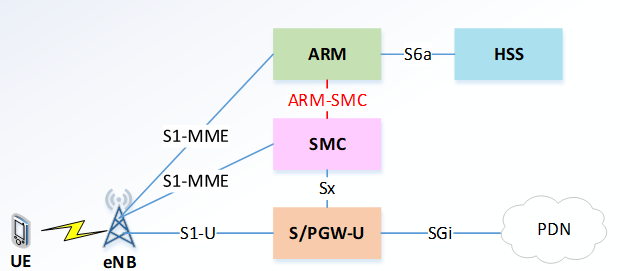 ARM
S6a
HSS
ARM-SMC
S1-MME
SMC
S1-MME
Sx
S1-U
S/PGW-U
SGi
PDN
UE
eNB